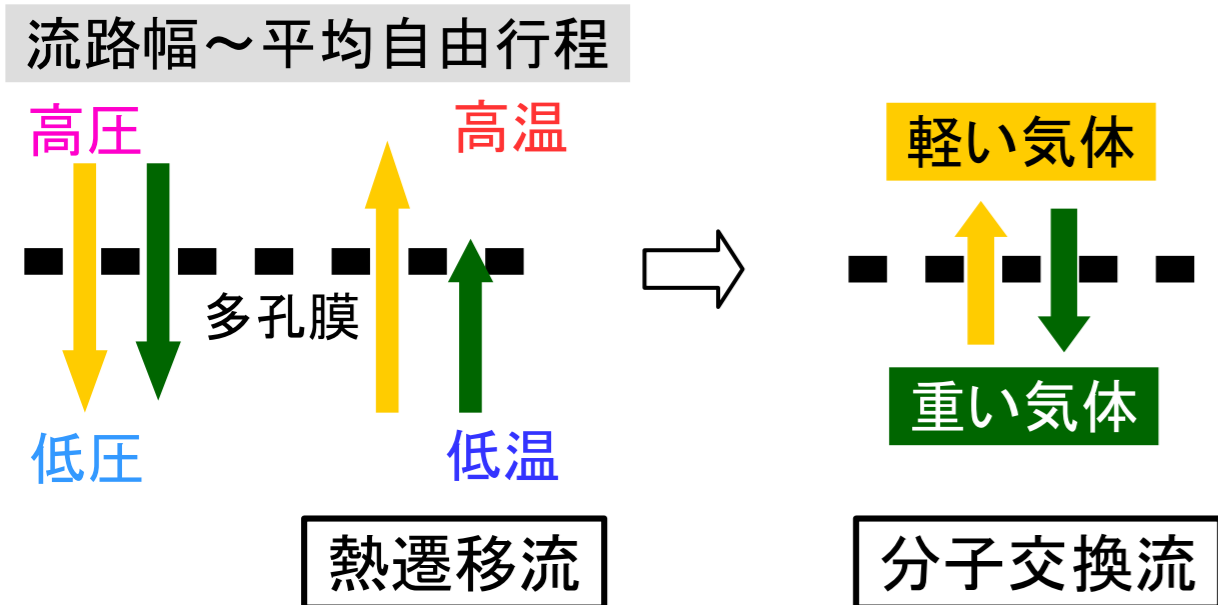 流路幅～平均自由行程
高圧
高温
軽い気体
多孔膜
低圧
低温
重い気体
熱遷移流
分子交換流